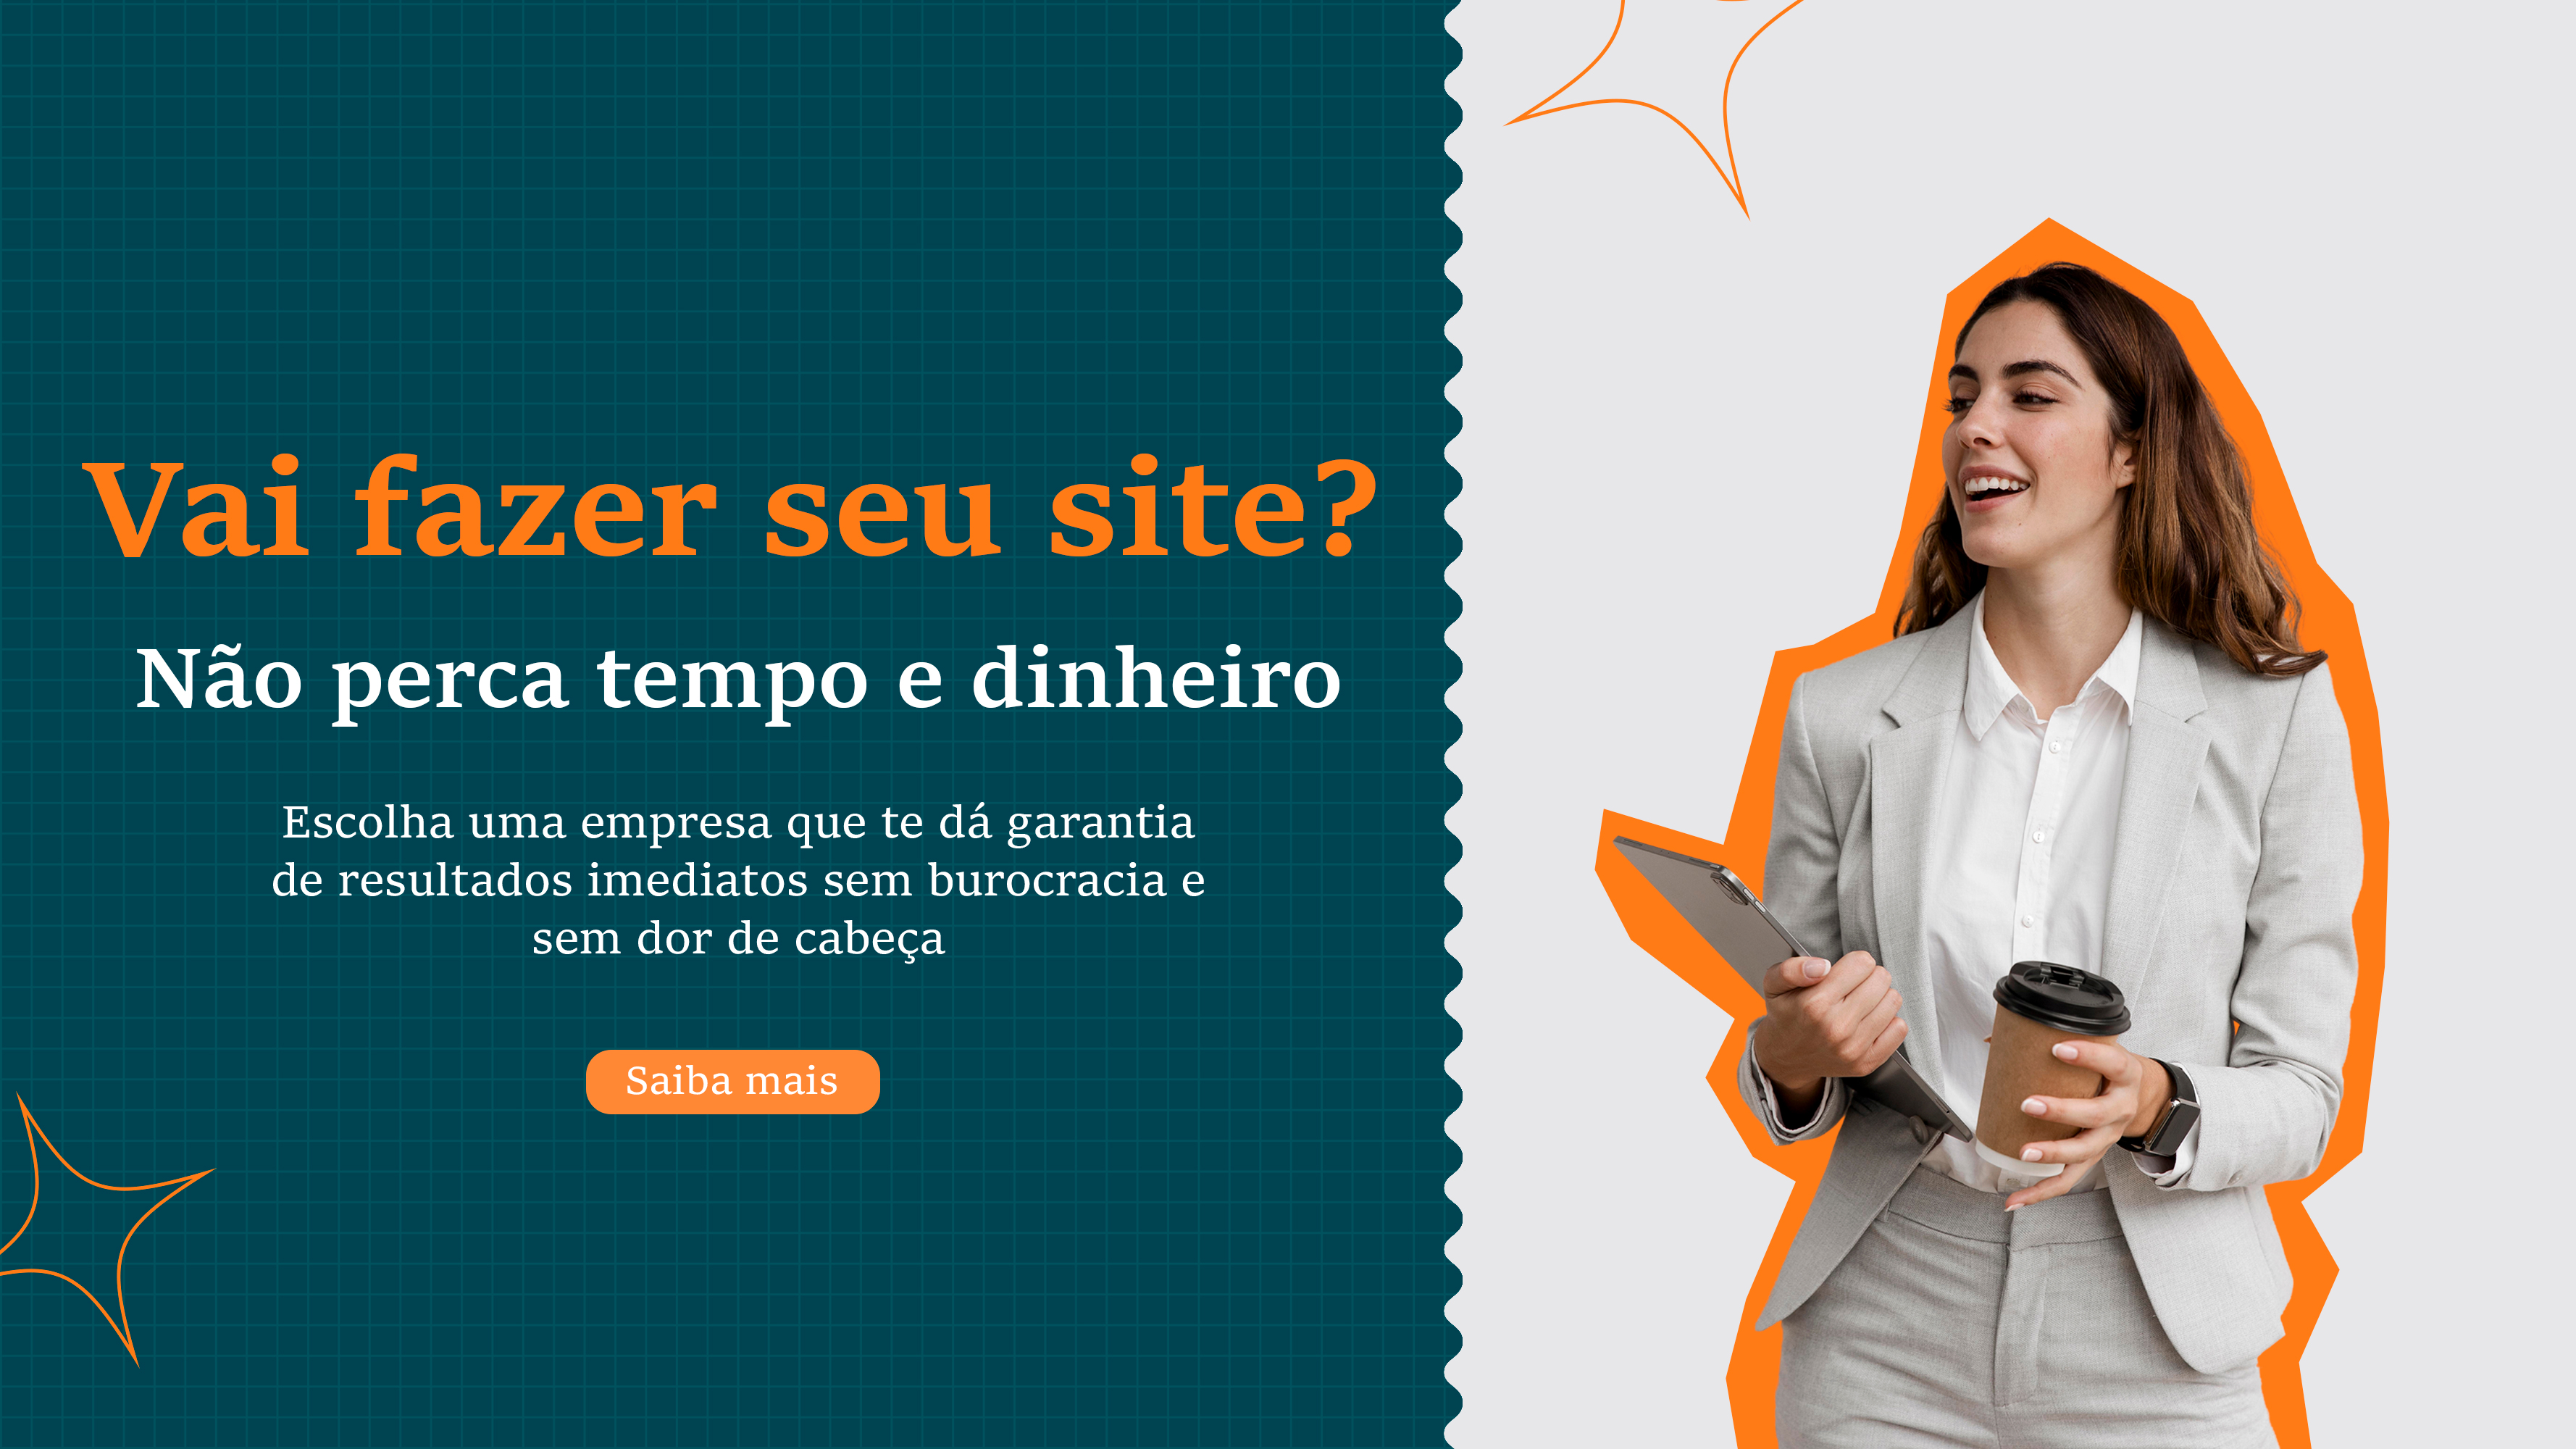 Vai fazer seu site?
Não perca tempo e dinheiro
Escolha uma empresa que te dá garantia
de resultados imediatos sem burocracia e
sem dor de cabeça
Saiba mais